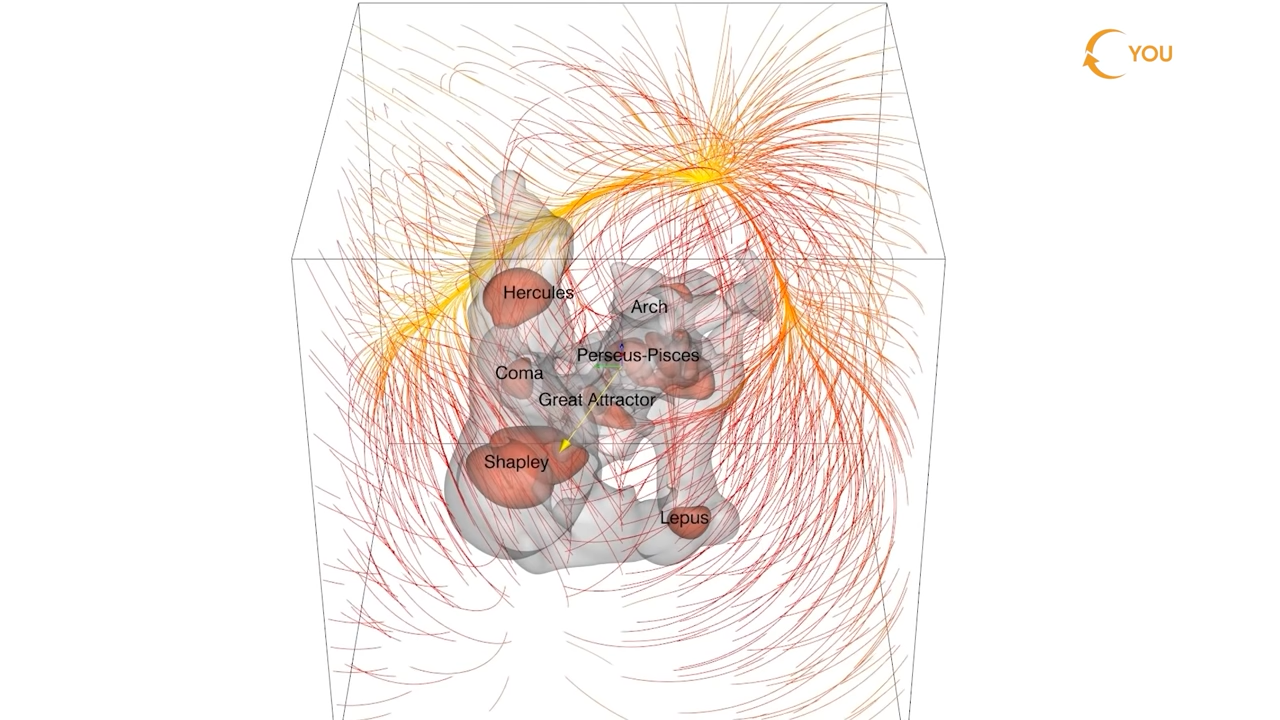 YOU
Hercules
Arch
Perseus-Pisces
Coma
Great Attractor
Shapley
Lepus